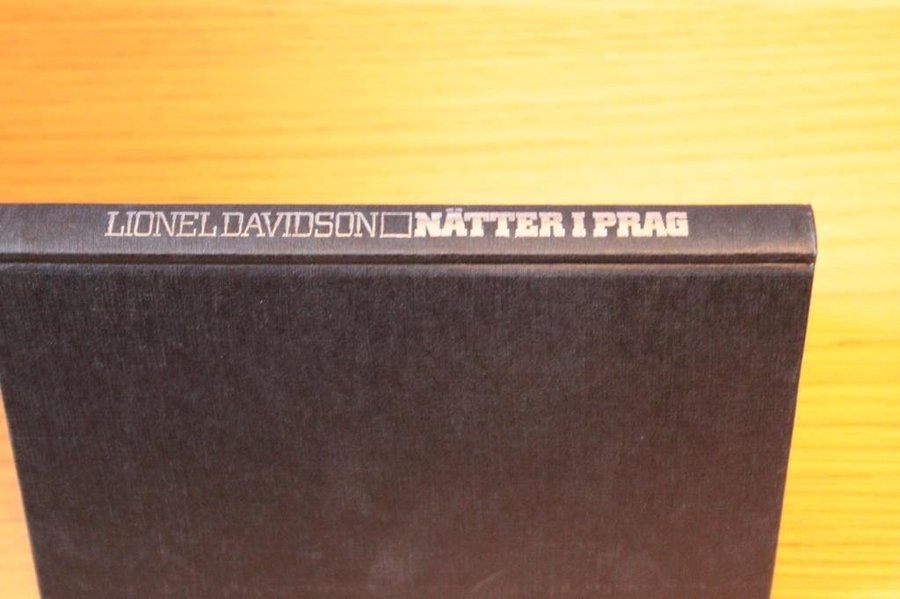 LIONEL DAVIDSON□NÄTTER I PRAG